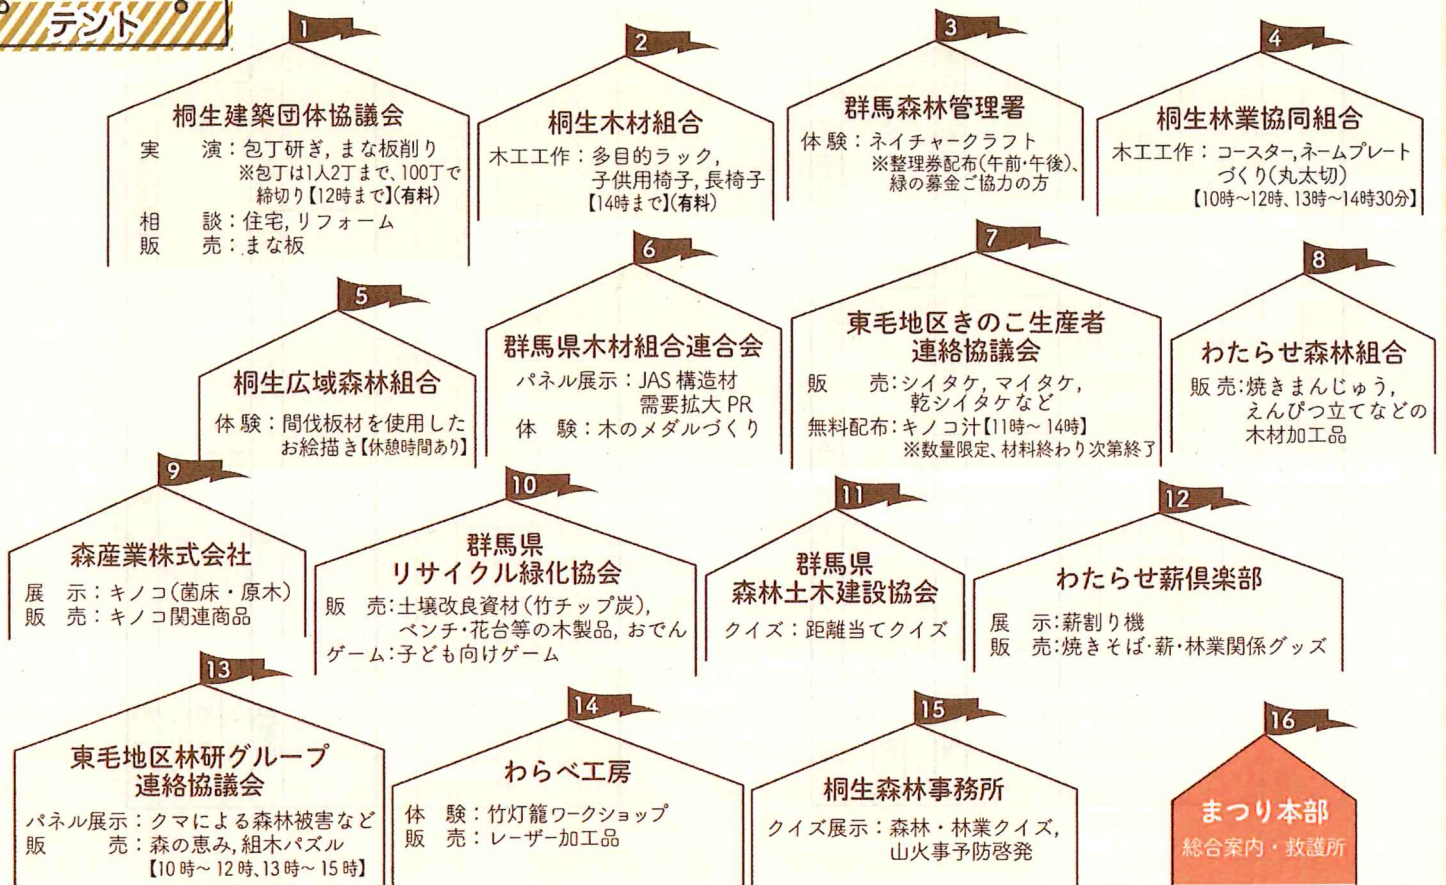 テント
1
桐生建築団体協議会
実　演：包丁研ぎ, まな板削り
※包丁は1人2丁まで、100丁で
締切り【12時まで】(有料)
相　談：住宅, リフォーム
販　売：まな板
2
桐生木材組合
木工工作：多目的ラック,
子供用椅子, 長椅子
【14時まで】(有料)
3
群馬森林管理署
体 験：ネイチャークラフト
※整理券配布(午前・午後)、
緑の募金ご協力の方
4
桐生林業協同組合
木工工作：コースター, ネームプレート
づくり(丸太切)
【10時～12時、13時～14時30分】
5
桐生広域森林組合
体 験：間伐板材を使用した
お絵描き【休憩時間あり】
6
群馬県木材組合連合会
パネル展示：JAS 構造材
需要拡大 PR
体　験：木のメダルづくり
7
東毛地区きのこ生産者
連絡協議会
販　売：シイタケ, マイタケ,
乾シイタケなど
無料配布：キノコ汁【11時～ 14時】
※数量限定、材料終わり次第終了
8
わたらせ森林組合
販 売：焼きまんじゅう,
えんぴつ立てなどの
木材加工品
9
森産業株式会社
展　示：キノコ(菌床・原木)
販　売：キノコ関連商品
10
群馬県
リサイクル緑化協会
販　売：土壌改良資材(竹チップ炭),
ベンチ・花台等の木製品, おでん
ゲーム：子ども向けゲーム
11
群馬県
森林土木建設協会
クイズ：距離当てクイズ
12
わたらせ薪倶楽部
展　示：薪割り機
販　売：焼きそば・薪・林業関係グッズ
13
東毛地区林研グループ
連絡協議会
パネル展示：クマによる森林被害など
販　売：森の恵み, 組木パズル
【10 時～ 12 時、13 時～ 15 時】
14
わらべ工房
体　験：竹灯籠ワークショップ
販　売：レーザー加工品
15
桐生森林事務所
クイズ展示：森林・林業クイズ,
山火事予防啓発
16
まつり本部
総合案内・救護所